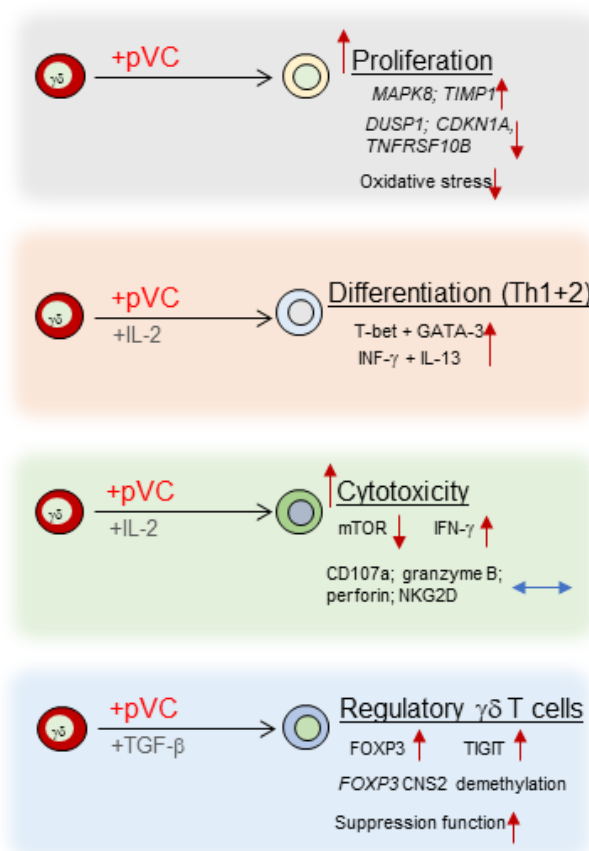 γδ
+pVC
Proliferation
MAPK8; TIMP1
DUSP1; CDKN1A,
TNFRSF10B
Oxidative stress
γδ
+pVC
+IL-2
Differentiation (Th1+2)
T-bet + GATA-3
INF-γ + IL-13
γδ
+pVC
+IL-2
Cytotoxicity
mTOR IFN-γ
CD107a; granzyme B;
perforin; NKG2D
γδ
+pVC
+TGF-β
Regulatory γδ T cells
FOXP3 TIGIT
FOXP3 CNS2 demethylation
Suppression function